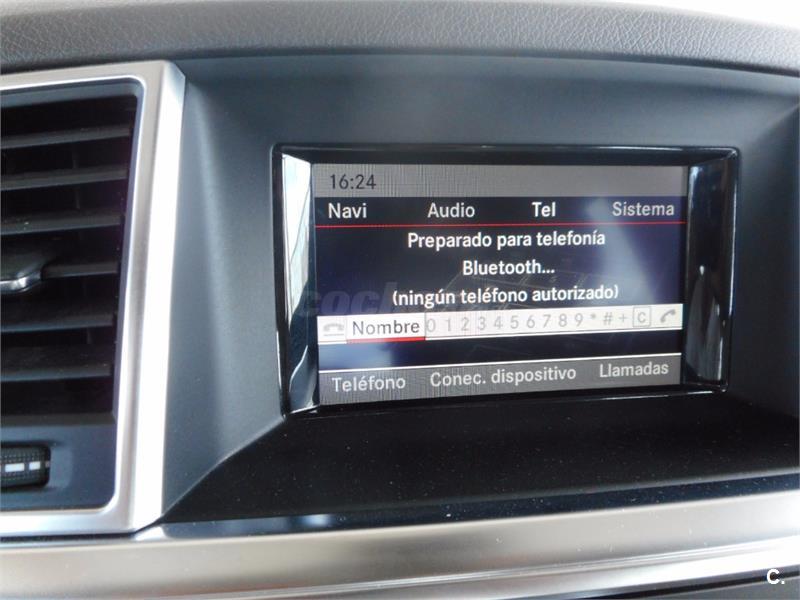 16:24
Navi Audio Tel Sistema
Preparado para telefonía
Bluetooth...
(ningún teléfono autorizado)
Nombre 0 1 2 3 4 5 6 7 8 9 * # + C
Teléfono Conec. dispositivo Llamadas
C.